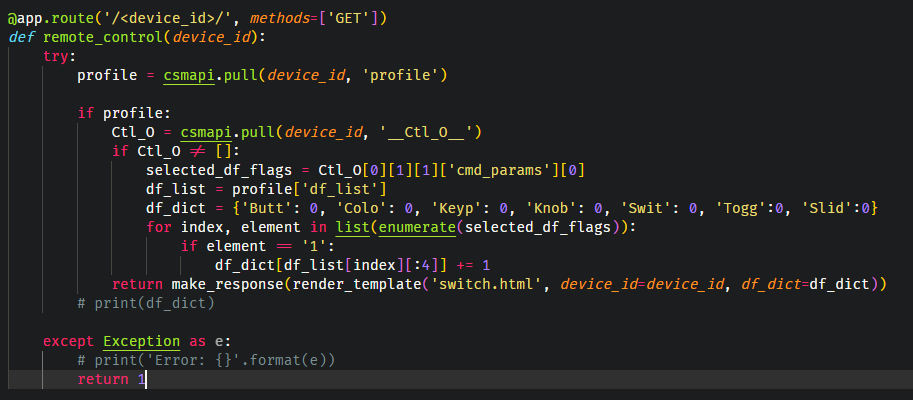 @app.route('/<device_id>/', methods=['GET'])
def remote_control(device_id):
    try:
        profile = csmapi.pull(device_id, 'profile')

        if profile:
            Ctl_O = csmapi.pull(device_id, '__Ctl_O__')
            if Ctl_O ≠ []:
                selected_df_flags = Ctl_O[0][1][1]['cmd_params'][0]
                df_list = profile['df_list']
                df_dict = {'Butt': 0, 'Colo': 0, 'Keyp': 0, 'Knob': 0, 'Swit': 0, 'Togg':0, 'Slid':0}
                for index, element in list(enumerate(selected_df_flags)):
                    if element == '1':
                        df_dict[df_list[index][:4]] += 1
            return make_response(render_template('switch.html', device_id=device_id, df_dict=df_dict))
        # print(df_dict)

    except Exception as e:
        # print('Error: {}'.format(e))
        return 1